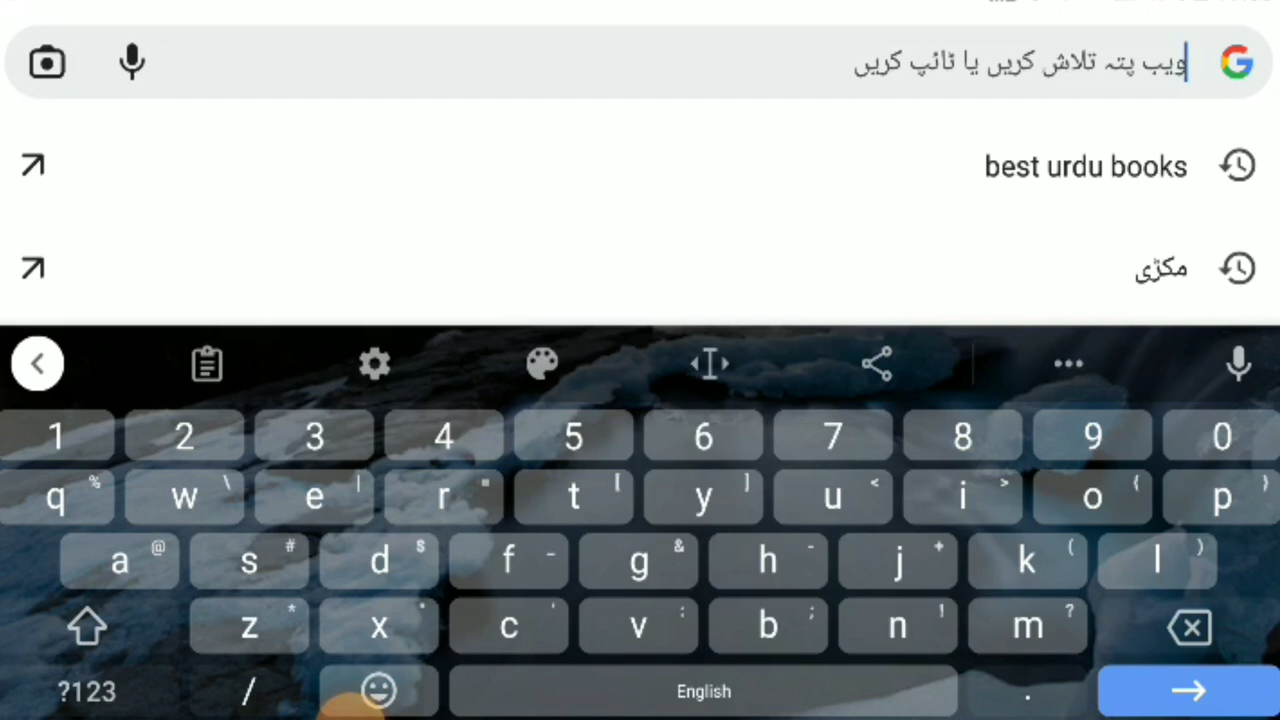 ویب پتہ تلاش کریں یا ٹائپ کریں
best urdu books
مکڑی
1 2 3 4 5 6 7 8 9 0
q % w \ e | r = t [ y ] u < i > o { p }
a @ s # d $ f _ g & h - j + k ( l )
z * x " c ' v : b ; n ! m ?
?123 / English .